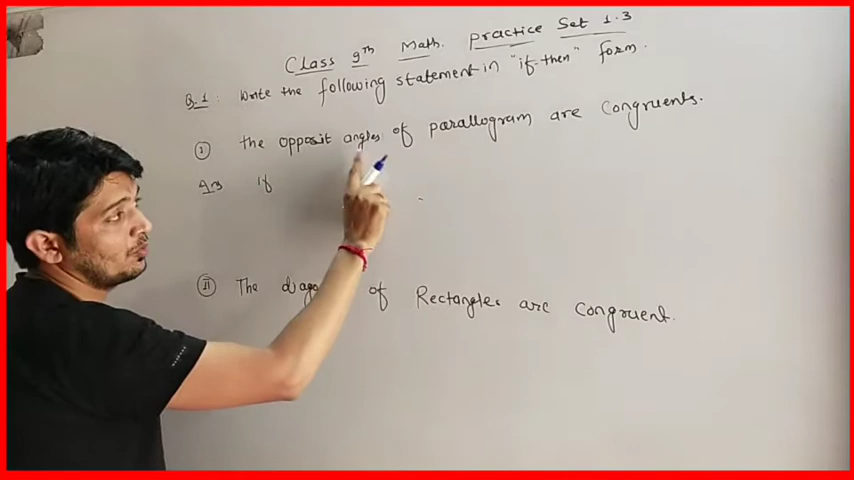 Class 9th Math. practice Set 1.3
Q.1: Write the following statement in "if-then" form.
(I) the opposit angles of parallogram are Congruents.
Ans if
(II) The of Rectangles are Congruent.